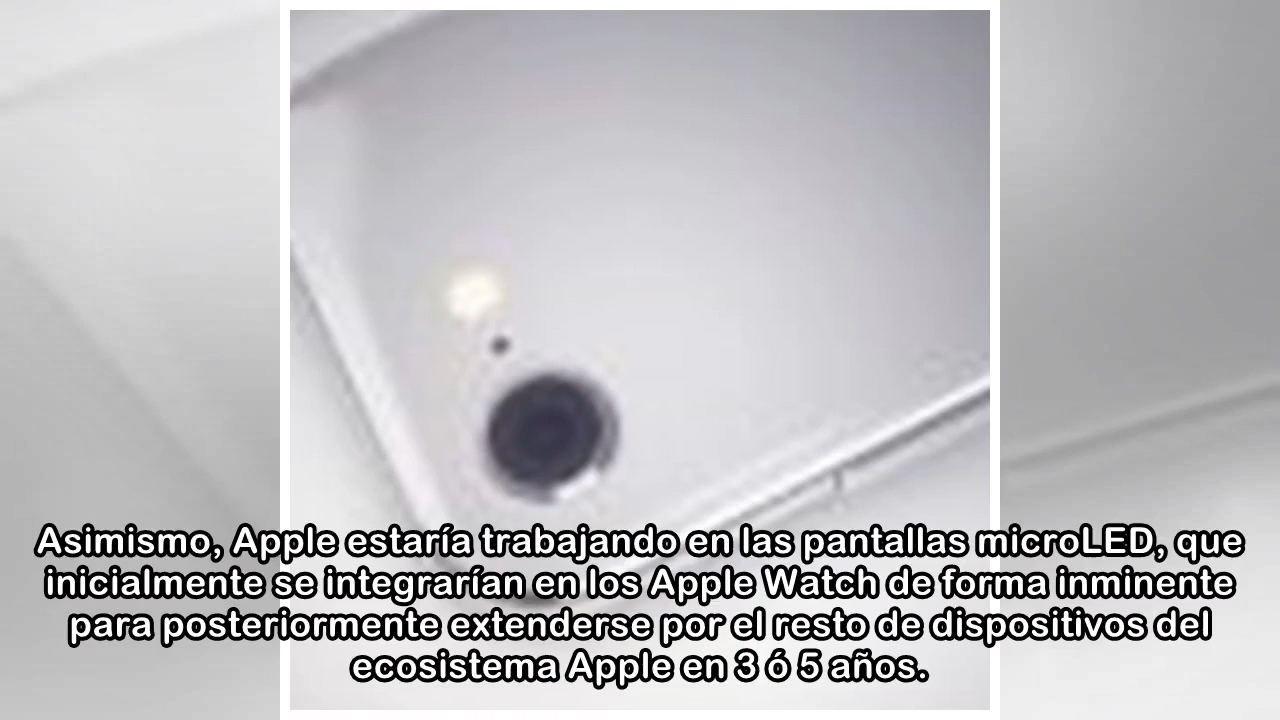 Asimismo, Apple estaría trabajando en las pantallas microLED, que
inicialmente se integrarían en los Apple Watch de forma inminente
para posteriormente extenderse por el resto de dispositivos del
ecosistema Apple en 3 ó 5 años.